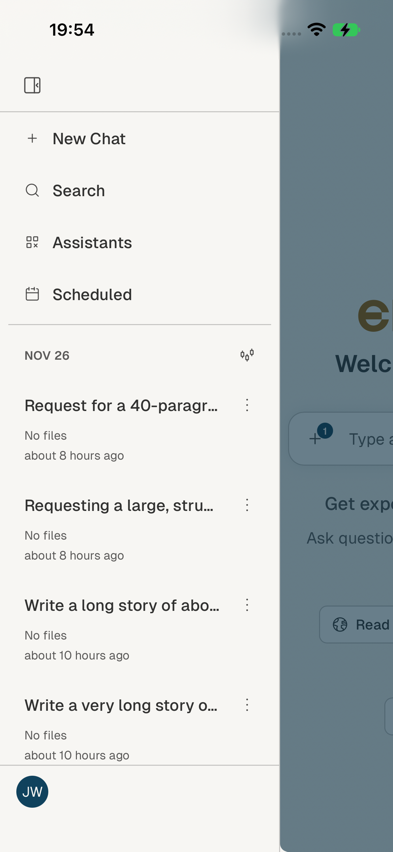 19:54
New Chat
Search
Assistants
Scheduled
NOV 26
Request for a 40-paragr...
No files
about 8 hours ago
Requesting a large, stru...
No files
about 8 hours ago
Write a long story of abo...
No files
about 10 hours ago
Write a very long story o...
No files
about 10 hours ago
JW
e
Welc
1
Type a
Get exp
Ask questio
Read